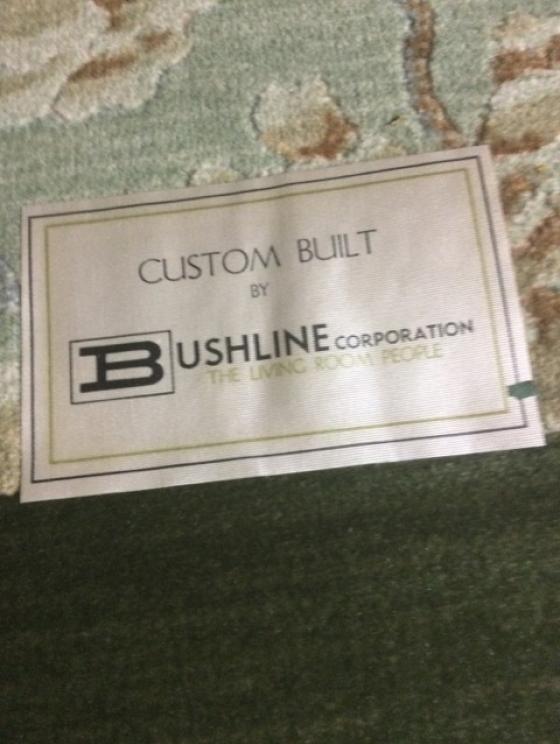 CUSTOM BUILT
BY
BUSHLINE CORPORATION
THE LIVING ROOM PEOPLE